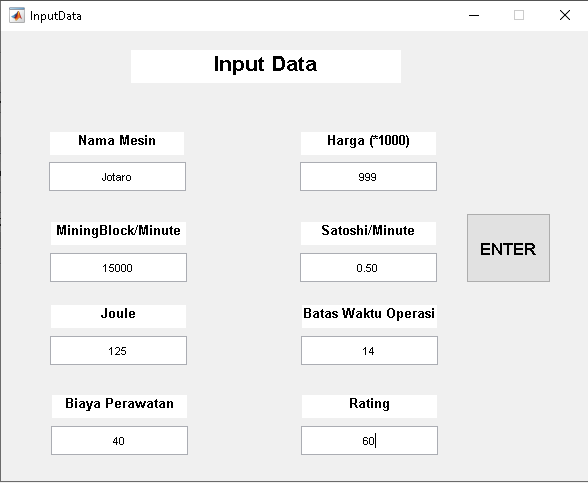 InputData
Input Data
Nama Mesin
Harga (*1000)
Jotaro
999
MiningBlock/Minute
Satoshi/Minute
15000
0.50
ENTER
Joule
Batas Waktu Operasi
125
14
Biaya Perawatan
Rating
40
60